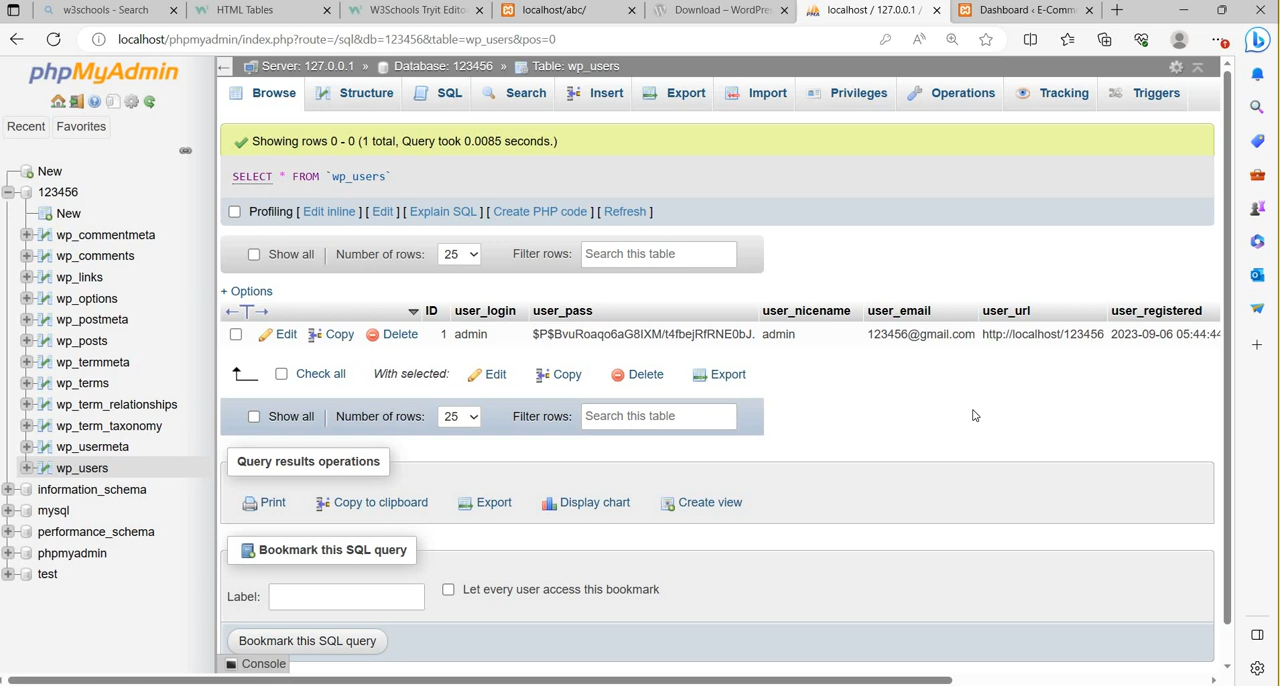 w3schools - Search
HTML Tables
W3Schools Tryit Edito
localhost/abc/
Download – WordPre
localhost / 127.0.0.1 /
Dashboard ‹ E-Comm
localhost/phpmyadmin/index.php?route=/sql&db=123456&table=wp_users&pos=0
phpMyAdmin
Recent Favorites
New
123456
New
wp_commentmeta
wp_comments
wp_links
wp_options
wp_postmeta
wp_posts
wp_termmeta
wp_terms
wp_term_relationships
wp_term_taxonomy
wp_usermeta
wp_users
information_schema
mysql
performance_schema
phpmyadmin
test
Server: 127.0.0.1 » Database: 123456 » Table: wp_users
Browse Structure SQL Search Insert Export Import Privileges Operations Tracking Triggers
Showing rows 0 - 0 (1 total, Query took 0.0085 seconds.)
SELECT * FROM `wp_users`
Profiling [ Edit inline ] [ Edit ] [ Explain SQL ] [ Create PHP code ] [ Refresh ]
Show all Number of rows: 25 Filter rows: Search this table
+ Options
ID user_login user_pass user_nicename user_email user_url user_registered
Edit Copy Delete 1 admin $P$BvuRoaqo6aG8IXM/t4fbejRfRNE0bJ. admin 123456@gmail.com http://localhost/123456 2023-09-06 05:44:44
Check all With selected: Edit Copy Delete Export
Show all Number of rows: 25 Filter rows: Search this table
Query results operations
Print Copy to clipboard Export Display chart Create view
Bookmark this SQL query
Label: Let every user access this bookmark
Bookmark this SQL query
Console